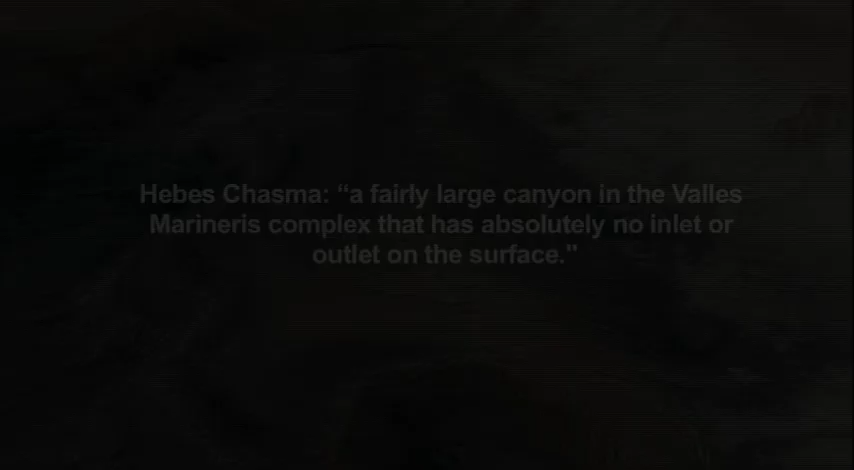 Hebes Chasma: “a fairly large canyon in the Valles
Marineris complex that has absolutely no inlet or
outlet on the surface."